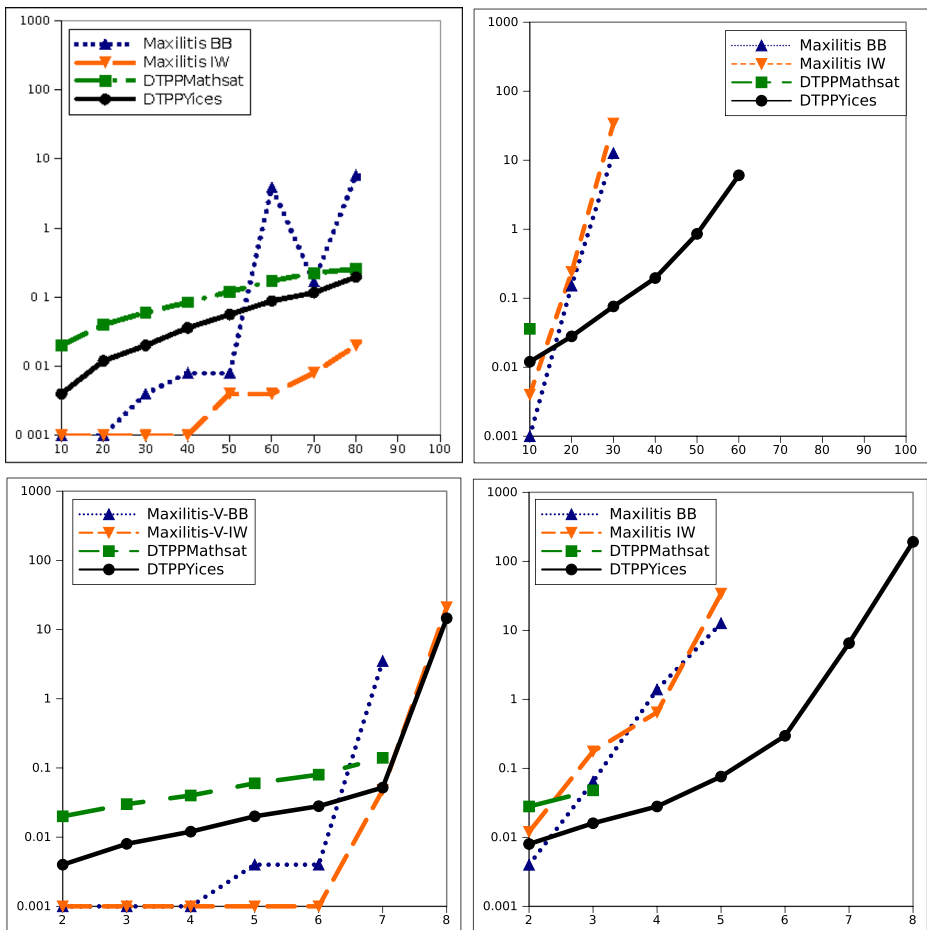 1000
100
10
1
0.1
0.01
0.001
Maxilitis BB
Maxilitis IW
DTPPMathsat
DTPPYices
10 20 30 40 50 60 70 80 90 100
1000
100
10
1
0.1
0.01
0.001
Maxilitis BB
Maxilitis IW
DTPPMathsat
DTPPYices
10 20 30 40 50 60 70 80 90 100
1000
100
10
1
0.1
0.01
0.001
Maxilitis-V-BB
Maxilitis-V-IW
DTPPMathsat
DTPPYices
2 3 4 5 6 7 8
1000
100
10
1
0.1
0.01
0.001
Maxilitis BB
Maxilitis IW
DTPPMathsat
DTPPYices
2 3 4 5 6 7 8